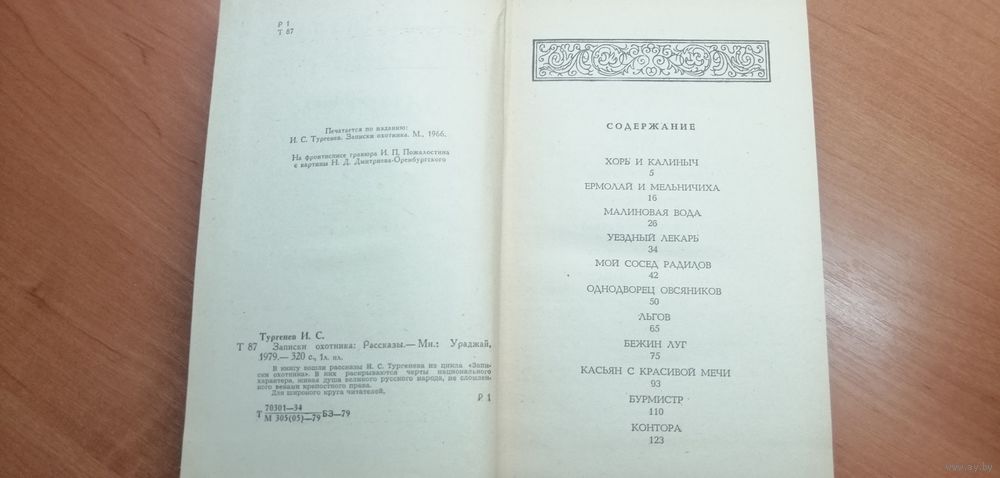 Р 1
Т 87
Печатается по изданию:
И. С. Тургенев. Записки охотника. М., 1966.
На фронтисписе гравюра И. П. Пожалостина
с картины Н. Д. Дмитриева-Оренбургского
Тургенев И. С.
Т 87 Записки охотника: Рассказы.— Мн.: Ураджай,
1979.— 320 с., 1л. ил.
В книгу вошли рассказы И. С. Тургенева из цикла «Запи-
ски охотника». В них раскрываются черты национального
характера, живая душа великого русского народа, не сломлен-
ного веками крепостного права.
Для широкого круга читателей.
Р 1
70301—34
Т БЗ—79
М 305(05)—79
СОДЕРЖАНИЕ
ХОРЬ И КАЛИНЫЧ
5
ЕРМОЛАЙ И МЕЛЬНИЧИХА
16
МАЛИНОВАЯ ВОДА
26
УЕЗДНЫЙ ЛЕКАРЬ
34
МОЙ СОСЕД РАДИЛОВ
42
ОДНОДВОРЕЦ ОВСЯНИКОВ
50
ЛЬГОВ
65
БЕЖИН ЛУГ
75
КАСЬЯН С КРАСИВОЙ МЕЧИ
93
БУРМИСТР
110
КОНТОРА
123
www.ay.by